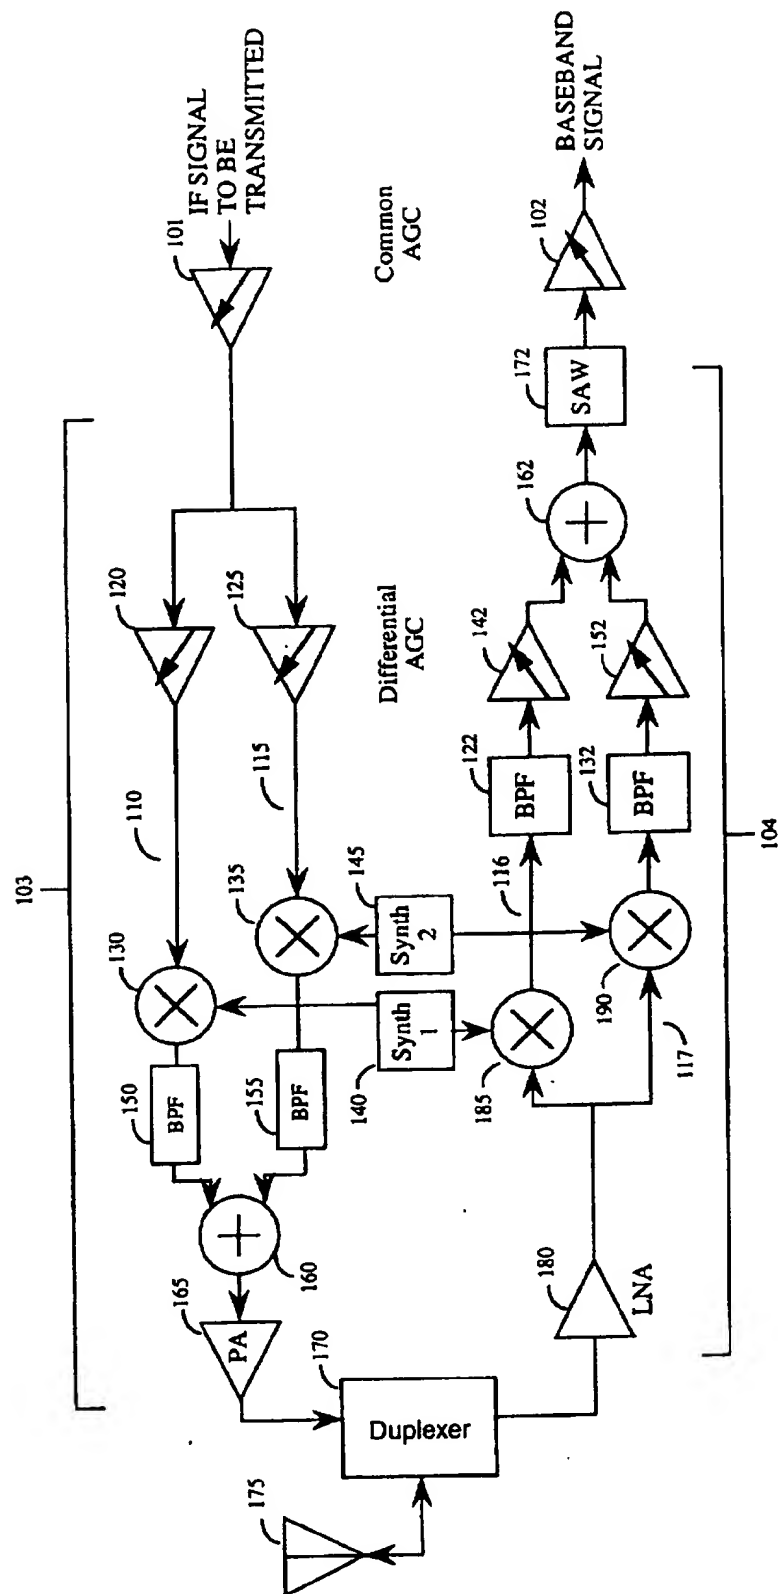 103
IF SIGNAL
TO BE
TRANSMITTED
101
120
125
110
115
130
135
150
BPF
155
BPF
160
165
PA
170
Duplexer
175
Common
AGC
Differential
AGC
145
Synth
2
140
Synth
1
BASEBAND
SIGNAL
102
172
SAW
162
142
152
122
BPF
132
BPF
116
117
185
190
180
LNA
104